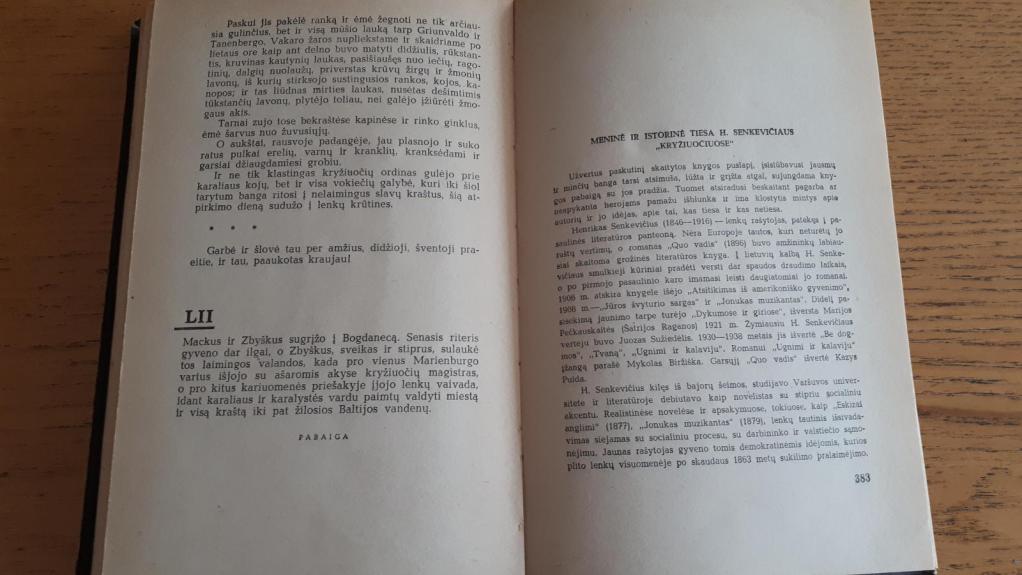 Paskui jis pakėlė ranką ir ėmė žegnoti ne tik arčiau-
sia gulinčius, bet ir visą mūšio lauką tarp Griunvaldo ir
Tanenbergo. Vakaro žaros nupliekstame ir skaidriame po
lietaus ore kaip ant delno buvo matyti didžiulis, rūkstan-
tis, kruvinas kautynių laukas, pasišiaušęs nuo iečių, rago-
tinių, dalgių nuolaužų, priverstas krūvų žirgų ir žmonių
lavonų, iš kurių stirksojo sustingusios rankos, kojos, ka-
nopos; ir tas liūdnas mirties laukas, nusėtas dešimtimis
tūkstančių lavonų, plytėjo toliau, nei galėjo įžiūrėti žmo-
gaus akis.
Tarnai zujo tose bekraštėse kapinėse ir rinko ginklus,
ėmė šarvus nuo žuvusiųjų.
O aukštai, rausvoje padangėje, jau plasnojo ir suko
ratus pulkai erelių, varnų ir kranklių, kranksėdami ir
garsiai džiaugdamiesi grobiu.
Ir ne tik klastingas kryžiuočių ordinas gulėjo prie
karaliaus kojų, bet ir visa vokiečių galybė, kuri iki šiol
tarytum banga ritosi į nelaimingus slavų kraštus, šią at-
pirkimo dieną sudužo į lenkų krūtines.
* * *
Garbė ir šlovė tau per amžius, didžioji, šventoji pra-
eitie, ir tau, paaukotas kraujau!
LII
Mackus ir Zbyškus sugrįžo į Bogdanecą. Senasis riteris
gyveno dar ilgai, o Zbyškus, sveikas ir stiprus, sulaukė
tos laimingos valandos, kada pro vienus Marienburgo
vartus išjojo su ašaromis akyse kryžiuočių magistras,
o pro kitus kariuomenės priešakyje įjojo lenkų vaivada,
idant karaliaus ir karalystės vardu paimtų valdyti miestą
ir visą kraštą iki pat žilosios Baltijos vandenų.
PABAIGA
MENINĖ IR ISTORINĖ TIESA H. SENKEVIČIAUS
„KRYŽIUOČIUOSE"
Užvertus paskutinį skaitytos knygos puslapį, įsisiūbavusi jausmų
ir minčių banga tarsi atsimuša, lūžta ir grįžta atgal, sujungdama kny-
gos pabaigą su jos pradžia. Tuomet atsiradusi beskaitant pagarba ar
neapykanta herojams pamažu išblunka ir ima klostytis mintys apie
autorių ir jo idėjas, apie tai, kas tiesa ir kas netiesa.
Henrikas Senkevičius (1846—1916) — lenkų rašytojas, patekęs į pa-
saulinės literatūros panteoną. Nėra Europoje tautos, kuri neturėtų jo
raštų vertimų, o romanas „Quo vadis" (1896) buvo amžininkų labiau-
siai skaitoma grožinės literatūros knyga. Į lietuvių kalbą H. Senke-
vičiaus smulkieji kūriniai pradėti versti dar spaudos draudimo laikais,
o po pirmojo pasaulinio karo imamasi leisti daugiatomiai jo romanai.
1906 m. atskira knygele išėjo „Atsitikimas iš amerikoniško gyvenimo",
1908 m.—„Jūros švyturio sargas" ir „Jonukas muzikantas". Didelį pa-
sisekimą jaunimo tarpe turėjo „Dykumose ir giriose", išversta Marijos
Pečkauskaitės (Šatrijos Raganos) 1921 m. Žymiausiu H. Senkevičiaus
vertėju buvo Juozas Sužiedėlis. 1930—1938 metais jis išvertė „Be dog-
mos", „Tvaną", „Ugnimi ir kalaviju". Romanui „Ugnimi ir kalaviju"
įžangą parašė Mykolas Biržiška. Garsųjį „Quo vadis" išvertė Kazys
Puida.
H. Senkevičius kilęs iš bajorų šeimos, studijavo Varšuvos univer-
sitete ir literatūroje debiutavo kaip novelistas su stipriu socialiniu
akcentu. Realistinėse novelėse ir apsakymuose, tokiuose, kaip „Eskizai
anglimi" (1877), „Jonukas muzikantas" (1879), lenkų tautinis išsivada-
vimas siejamas su socialiniu procesu, su darbininko ir valstiečio sąmo-
nėjimu. Jaunas rašytojas gyveno tomis demokratinėmis idėjomis, kurios
plito lenkų visuomenėje po skaudaus 1863 metų sukilimo pralaimėjimo.
383